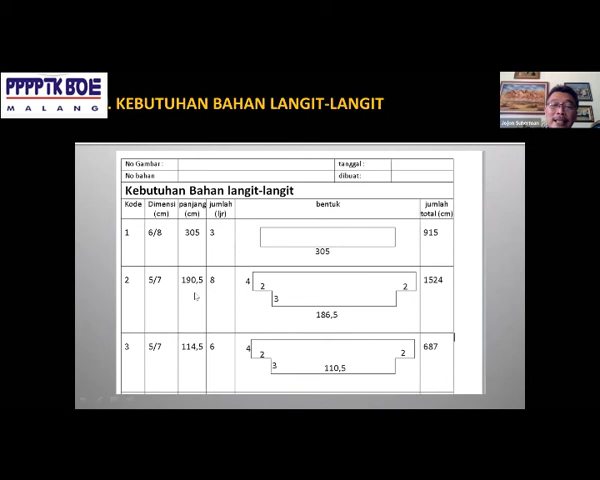 PPPPTK BOE
MALANG
. KEBUTUHAN BAHAN LANGIT-LANGIT
No Gambar : tanggal :
No bahan dibuat:
Kebutuhan Bahan langit-langit
Kode Dimensi (cm) panjang (cm) jumlah (ljr) bentuk jumlah total (cm)
1 6/8 305 3 305 915
2 5/7 190,5 8 4 2 3 2 186,5 1524
3 5/7 114,5 6 4 2 3 2 110,5 687